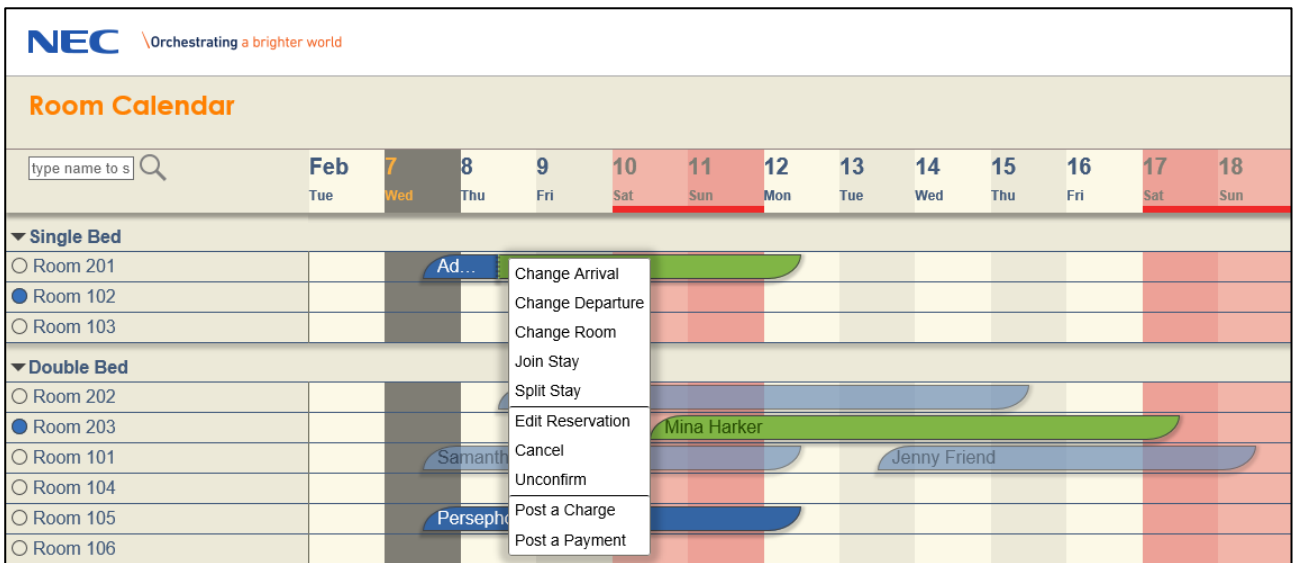 NEC \Orchestrating a brighter world
Room Calendar
type name to s
Feb 7 8 9 10 11 12 13 14 15 16 17 18
Tue Wed Thu Fri Sat Sun Mon Tue Wed Thu Fri Sat Sun
Single Bed
Room 201 Ad...
Room 102
Room 103
Double Bed
Room 202
Room 203 Mina Harker
Room 101 Samanth Jenny Friend
Room 104
Room 105 Persepho
Room 106
Change Arrival
Change Departure
Change Room
Join Stay
Split Stay
Edit Reservation
Cancel
Unconfirm
Post a Charge
Post a Payment